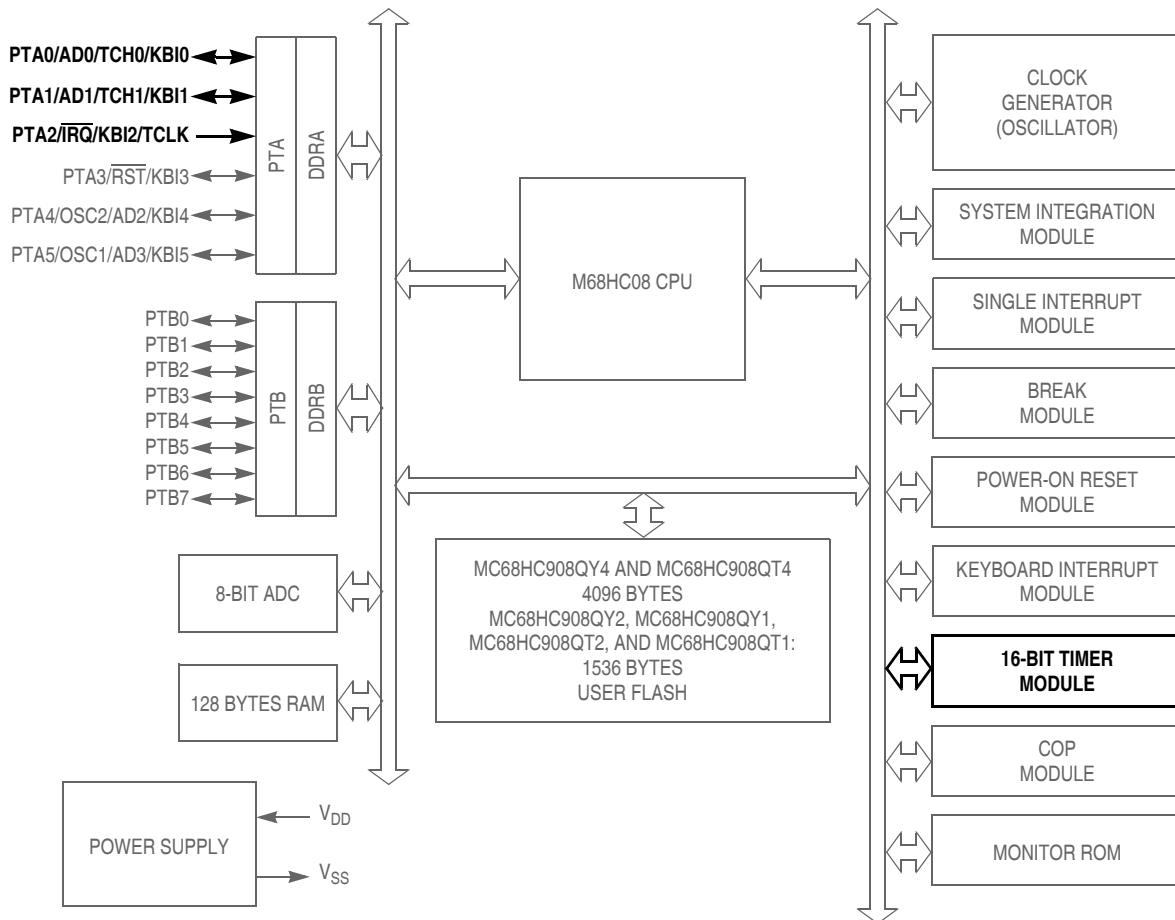 PTA0/AD0/TCH0/KBI0
PTA1/AD1/TCH1/KBI1
PTA2/I̅R̅Q̅/KBI2/TCLK
PTA3/R̅S̅T̅/KBI3
PTA4/OSC2/AD2/KBI4
PTA5/OSC1/AD3/KBI5
PTA
DDRA
PTB0
PTB1
PTB2
PTB3
PTB4
PTB5
PTB6
PTB7
PTB
DDRB
8-BIT ADC
128 BYTES RAM
POWER SUPPLY
VDD
VSS
M68HC08 CPU
MC68HC908QY4 AND MC68HC908QT4
4096 BYTES
MC68HC908QY2, MC68HC908QY1,
MC68HC908QT2, AND MC68HC908QT1:
1536 BYTES
USER FLASH
CLOCK
GENERATOR
(OSCILLATOR)
SYSTEM INTEGRATION
MODULE
SINGLE INTERRUPT
MODULE
BREAK
MODULE
POWER-ON RESET
MODULE
KEYBOARD INTERRUPT
MODULE
16-BIT TIMER
MODULE
COP
MODULE
MONITOR ROM